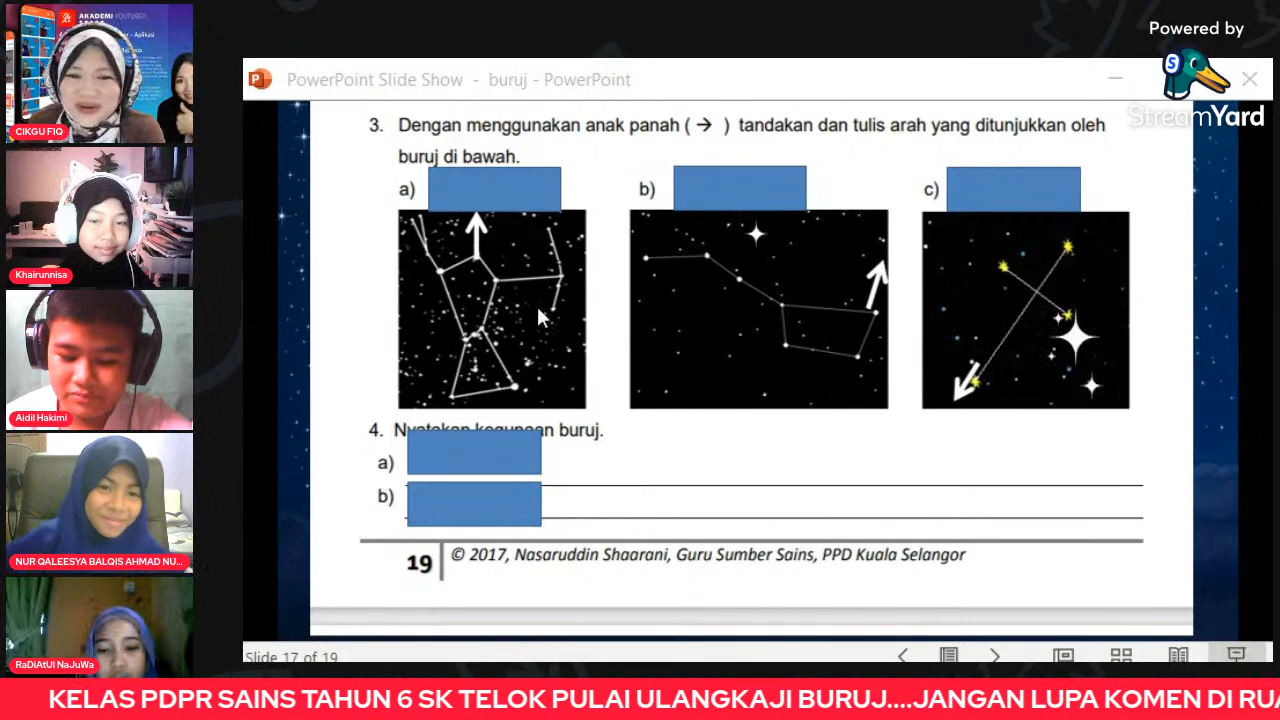 AKADEMI YOUTUBER
CIKGU FIQ
Khairunnisa
Aidil Hakimi
NUR QALEESYA BALQIS AHMAD NU...
RaDiAtUl NaJuWa
Powered by
S
StreamYard
PowerPoint Slide Show - buruj - PowerPoint
3. Dengan menggunakan anak panah ( → ) tandakan dan tulis arah yang ditunjukkan oleh
buruj di bawah.
a) b) c)
4. Nyatakan kegunaan buruj.
a)
b)
19 © 2017, Nasaruddin Shaarani, Guru Sumber Sains, PPD Kuala Selangor
Slide 17 of 19
KELAS PDPR SAINS TAHUN 6 SK TELOK PULAI ULANGKAJI BURUJ....JANGAN LUPA KOMEN DI RUA